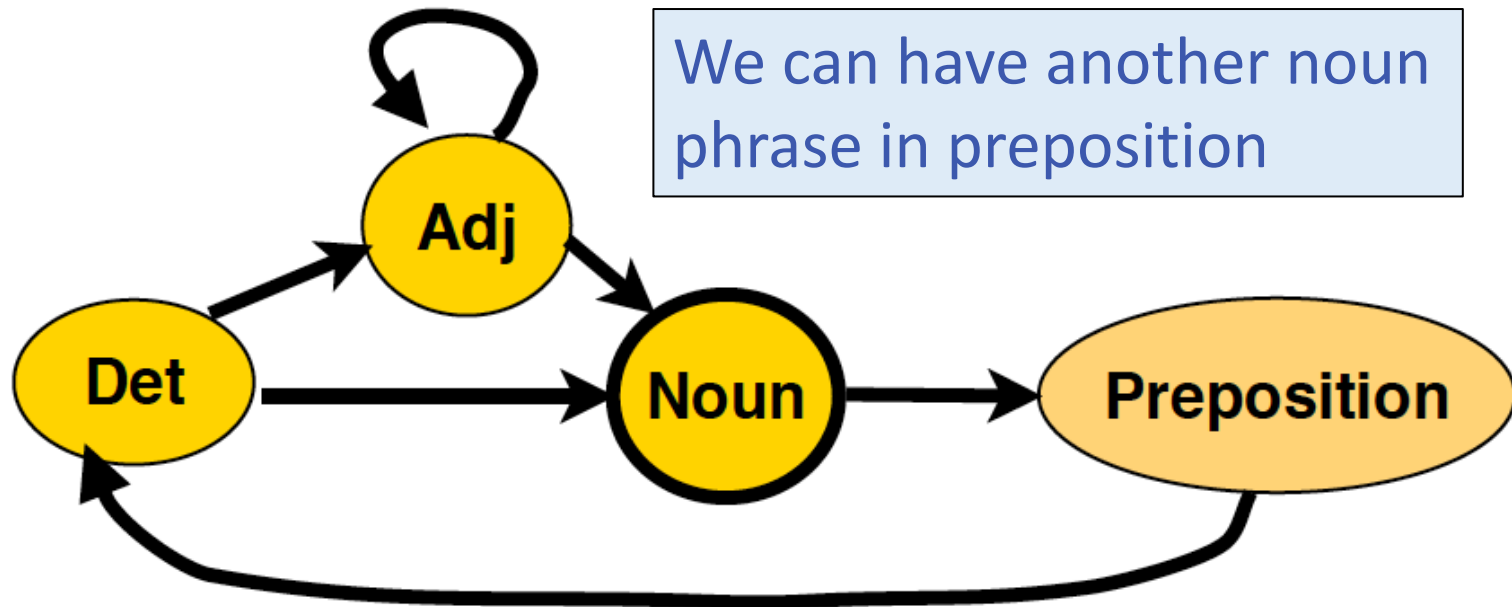 We can have another noun
phrase in preposition
Adj
Det
Noun
Preposition